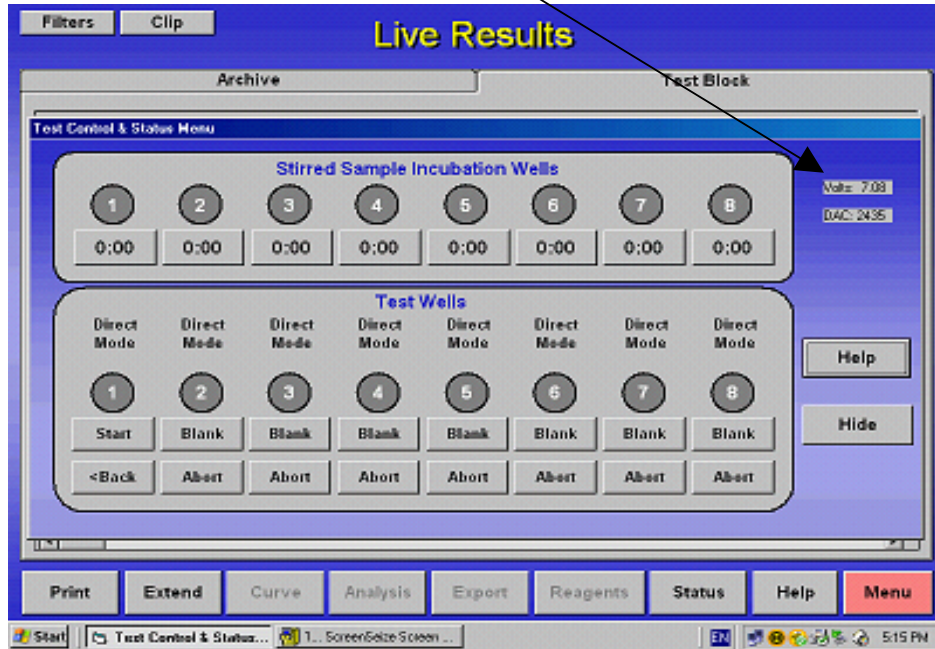 Filters Clip Live Results
Archive Test Block
Test Control & Status Menu
Stirred Sample Incubation Wells
1 2 3 4 5 6 7 8
Volts: 7.08
0:00 0:00 0:00 0:00 0:00 0:00 0:00 0:00
DAC: 2435
Test Wells
Direct Mode Direct Mode Direct Mode Direct Mode Direct Mode Direct Mode Direct Mode Direct Mode
1 2 3 4 5 6 7 8
Help
Start Blank Blank Blank Blank Blank Blank Blank
Hide
<Back Abort Abort Abort Abort Abort Abort Abort
Print Extend Curve Analysis Export Reagents Status Help Menu
Start Test Control & Status... 1... ScreenSeize Screen ... EN 5:15 PM